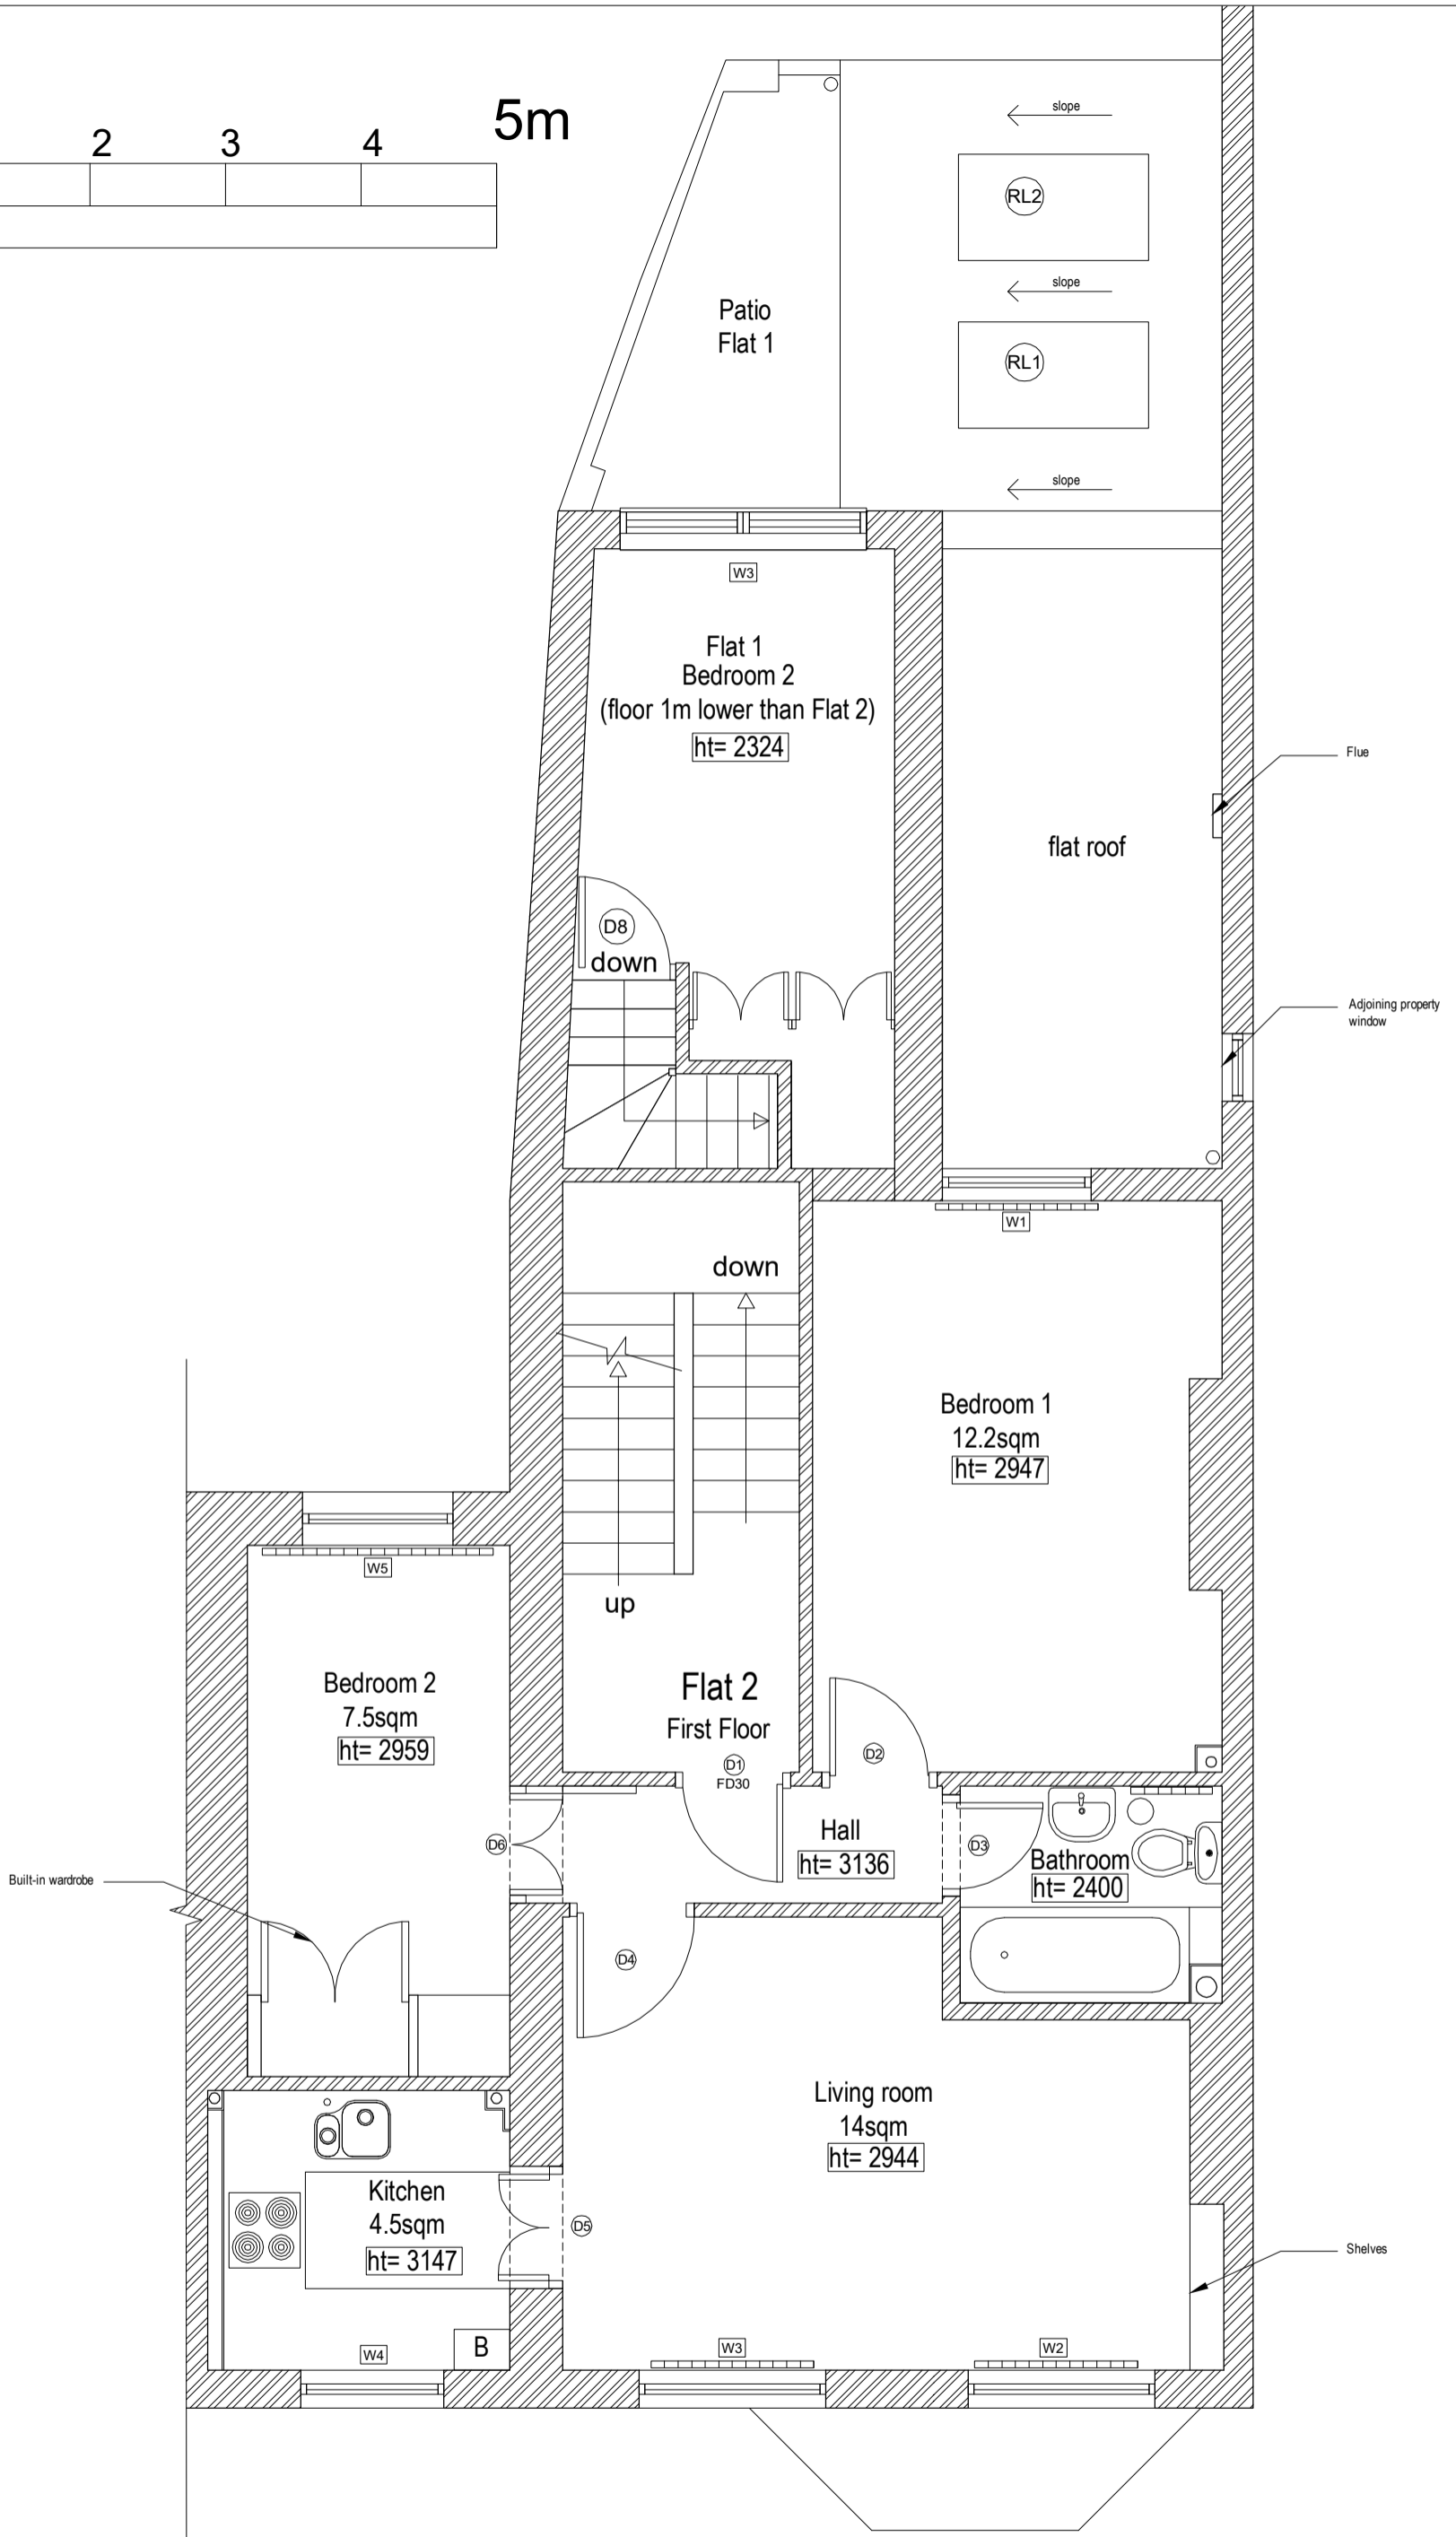 5m
2 3 4
slope
RL2
slope
Patio
Flat 1
RL1
slope
W3
Flat 1
Bedroom 2
(floor 1m lower than Flat 2)
ht= 2324
Flue
flat roof
D8
down
Adjoining property
window
W1
down
Bedroom 1
12.2sqm
ht= 2947
W5
up
Bedroom 2
7.5sqm
ht= 2959
Flat 2
First Floor
D1
FD30
D2
D6
Hall
ht= 3136
D3
Bathroom
ht= 2400
Built-in wardrobe
D4
Living room
14sqm
ht= 2944
Kitchen
4.5sqm
ht= 3147
D5
Shelves
B
W4
W3
W2